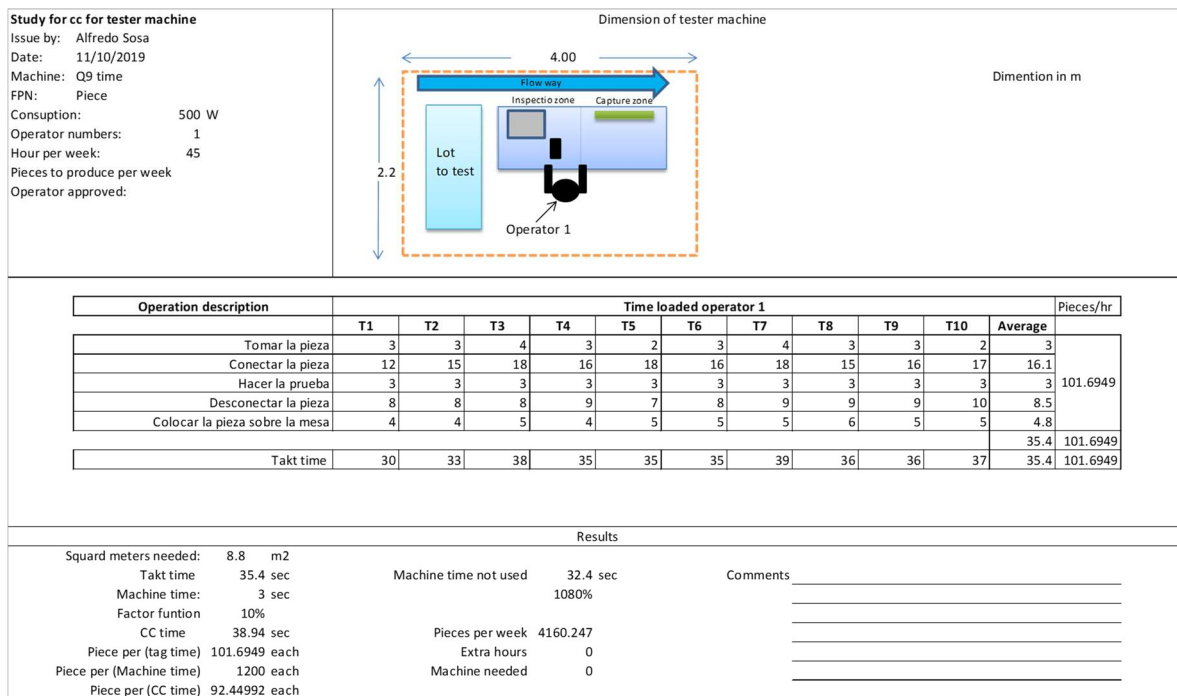 Study for cc for tester machine
Issue by: Alfredo Sosa
Date: 11/10/2019
Machine: Q9 time
FPN: Piece
Consuption: 500 W
Operator numbers: 1
Hour per week: 45
Pieces to produce per week
Operator approved:
Dimension of tester machine
4.00
Dimention in m
Flow way
Inspectio zone Capture zone
Lot
to test
2.2
Operator 1
Operation description Time loaded operator 1 Pieces/hr
T1 T2 T3 T4 T5 T6 T7 T8 T9 T10 Average
Tomar la pieza 3 3 4 3 2 3 4 3 3 2 3
Conectar la pieza 12 15 18 16 18 16 18 15 16 17 16.1
Hacer la prueba 3 3 3 3 3 3 3 3 3 3 3 101.6949
Desconectar la pieza 8 8 8 9 7 8 9 9 9 10 8.5
Colocar la pieza sobre la mesa 4 4 5 4 5 5 5 6 5 5 4.8
35.4 101.6949
Takt time 30 33 38 35 35 35 39 36 36 37 35.4 101.6949
Results
Squard meters needed: 8.8 m2
Takt time 35.4 sec Machine time not used 32.4 sec Comments
Machine time: 3 sec 1080%
Factor funtion 10%
CC time 38.94 sec Pieces per week 4160.247
Piece per (tag time) 101.6949 each Extra hours 0
Piece per (Machine time) 1200 each Machine needed 0
Piece per (CC time) 92.44992 each